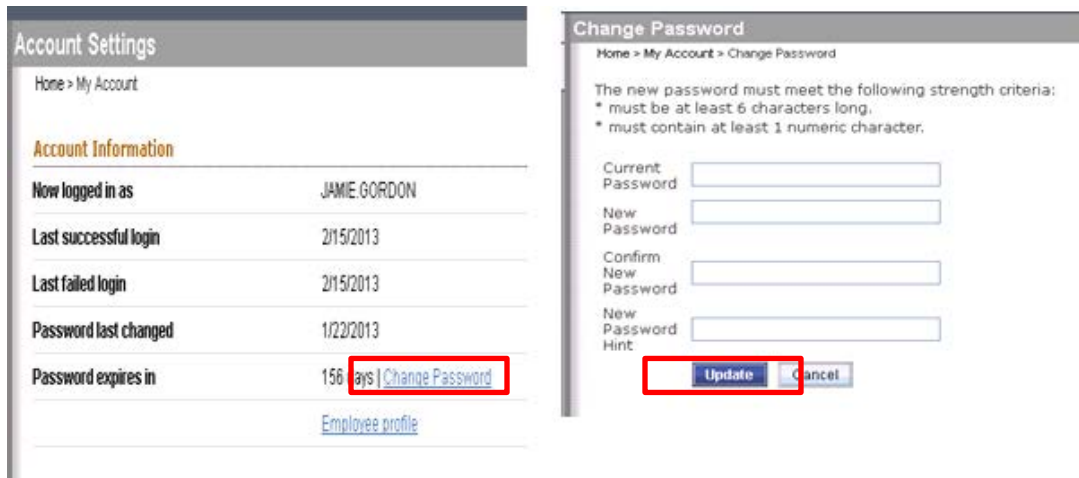 Account Settings
Home > My Account
Account Information
Now logged in as JAMIE.GORDON
Last successful login 2/15/2013
Last failed login 2/15/2013
Password last changed 1/22/2013
Password expires in 156 days | Change Password
Employee profile
Change Password
Home > My Account > Change Password
The new password must meet the following strength criteria:
* must be at least 6 characters long.
* must contain at least 1 numeric character.
Current
Password
New
Password
Confirm
New
Password
New
Password
Hint
Update Cancel